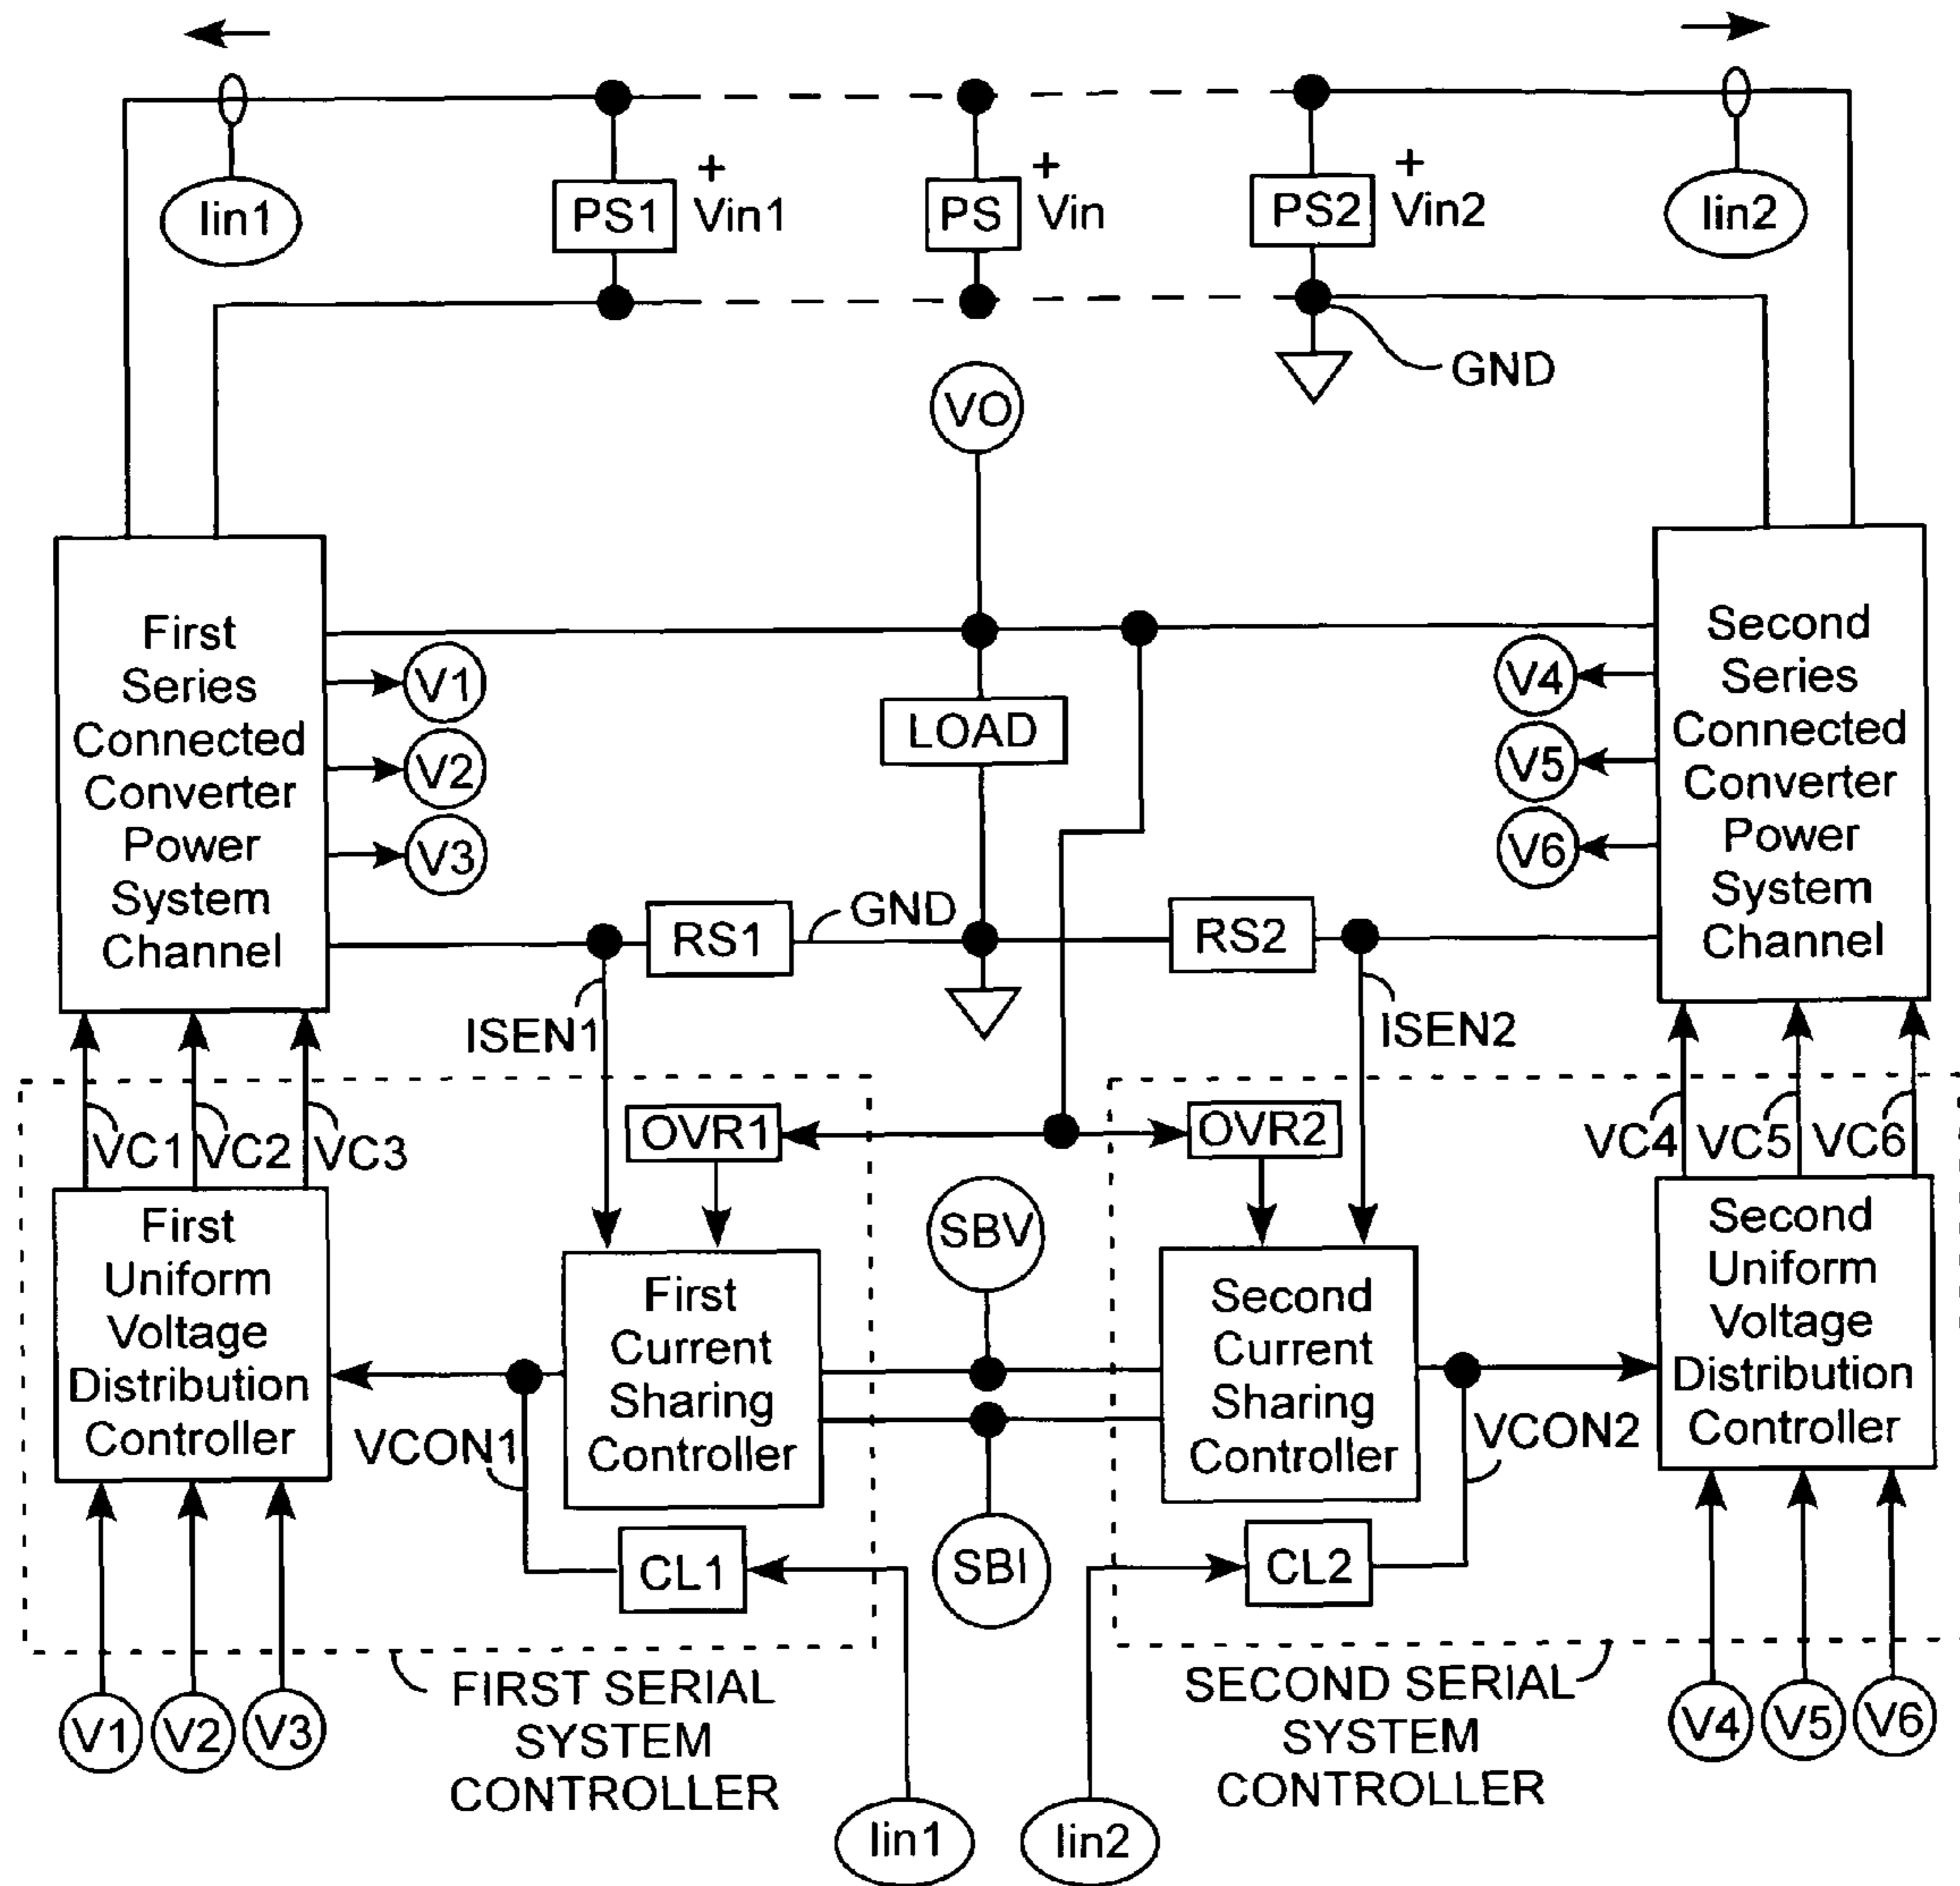 Iin1
PS1
+
Vin1
PS
+
Vin
PS2
+
Vin2
Iin2
GND
VO
First
Series
Connected
Converter
Power
System
Channel
V1
V2
V3
LOAD
V4
V5
V6
Second
Series
Connected
Converter
Power
System
Channel
RS1
GND
RS2
ISEN1
ISEN2
VC1
VC2
VC3
OVR1
OVR2
VC4
VC5
VC6
First
Uniform
Voltage
Distribution
Controller
VCON1
First
Current
Sharing
Controller
SBV
SBI
Second
Current
Sharing
Controller
VCON2
Second
Uniform
Voltage
Distribution
Controller
CL1
CL2
V1
V2
V3
FIRST SERIAL
SYSTEM
CONTROLLER
SECOND SERIAL
SYSTEM
CONTROLLER
V4
V5
V6
Iin1
Iin2